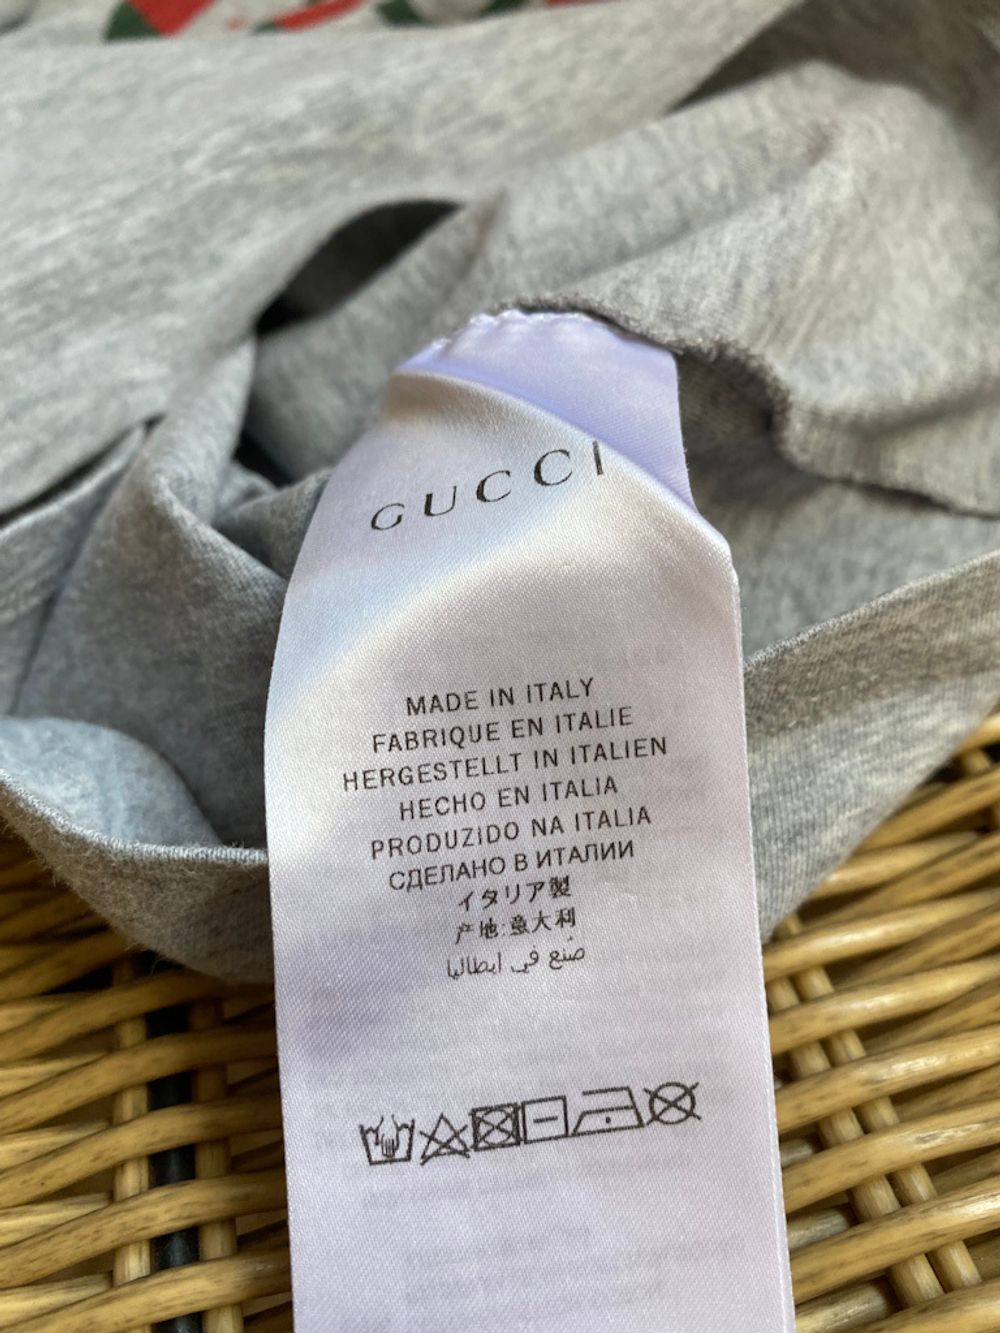 GUCCI
MADE IN ITALY
FABRIQUE EN ITALIE
HERGESTELLT IN ITALIEN
HECHO EN ITALIA
PRODUZIDO NA ITALIA
СДЕЛАНО В ИТАЛИИ
イタリア製
产地:意大利
صُنع في ايطاليا